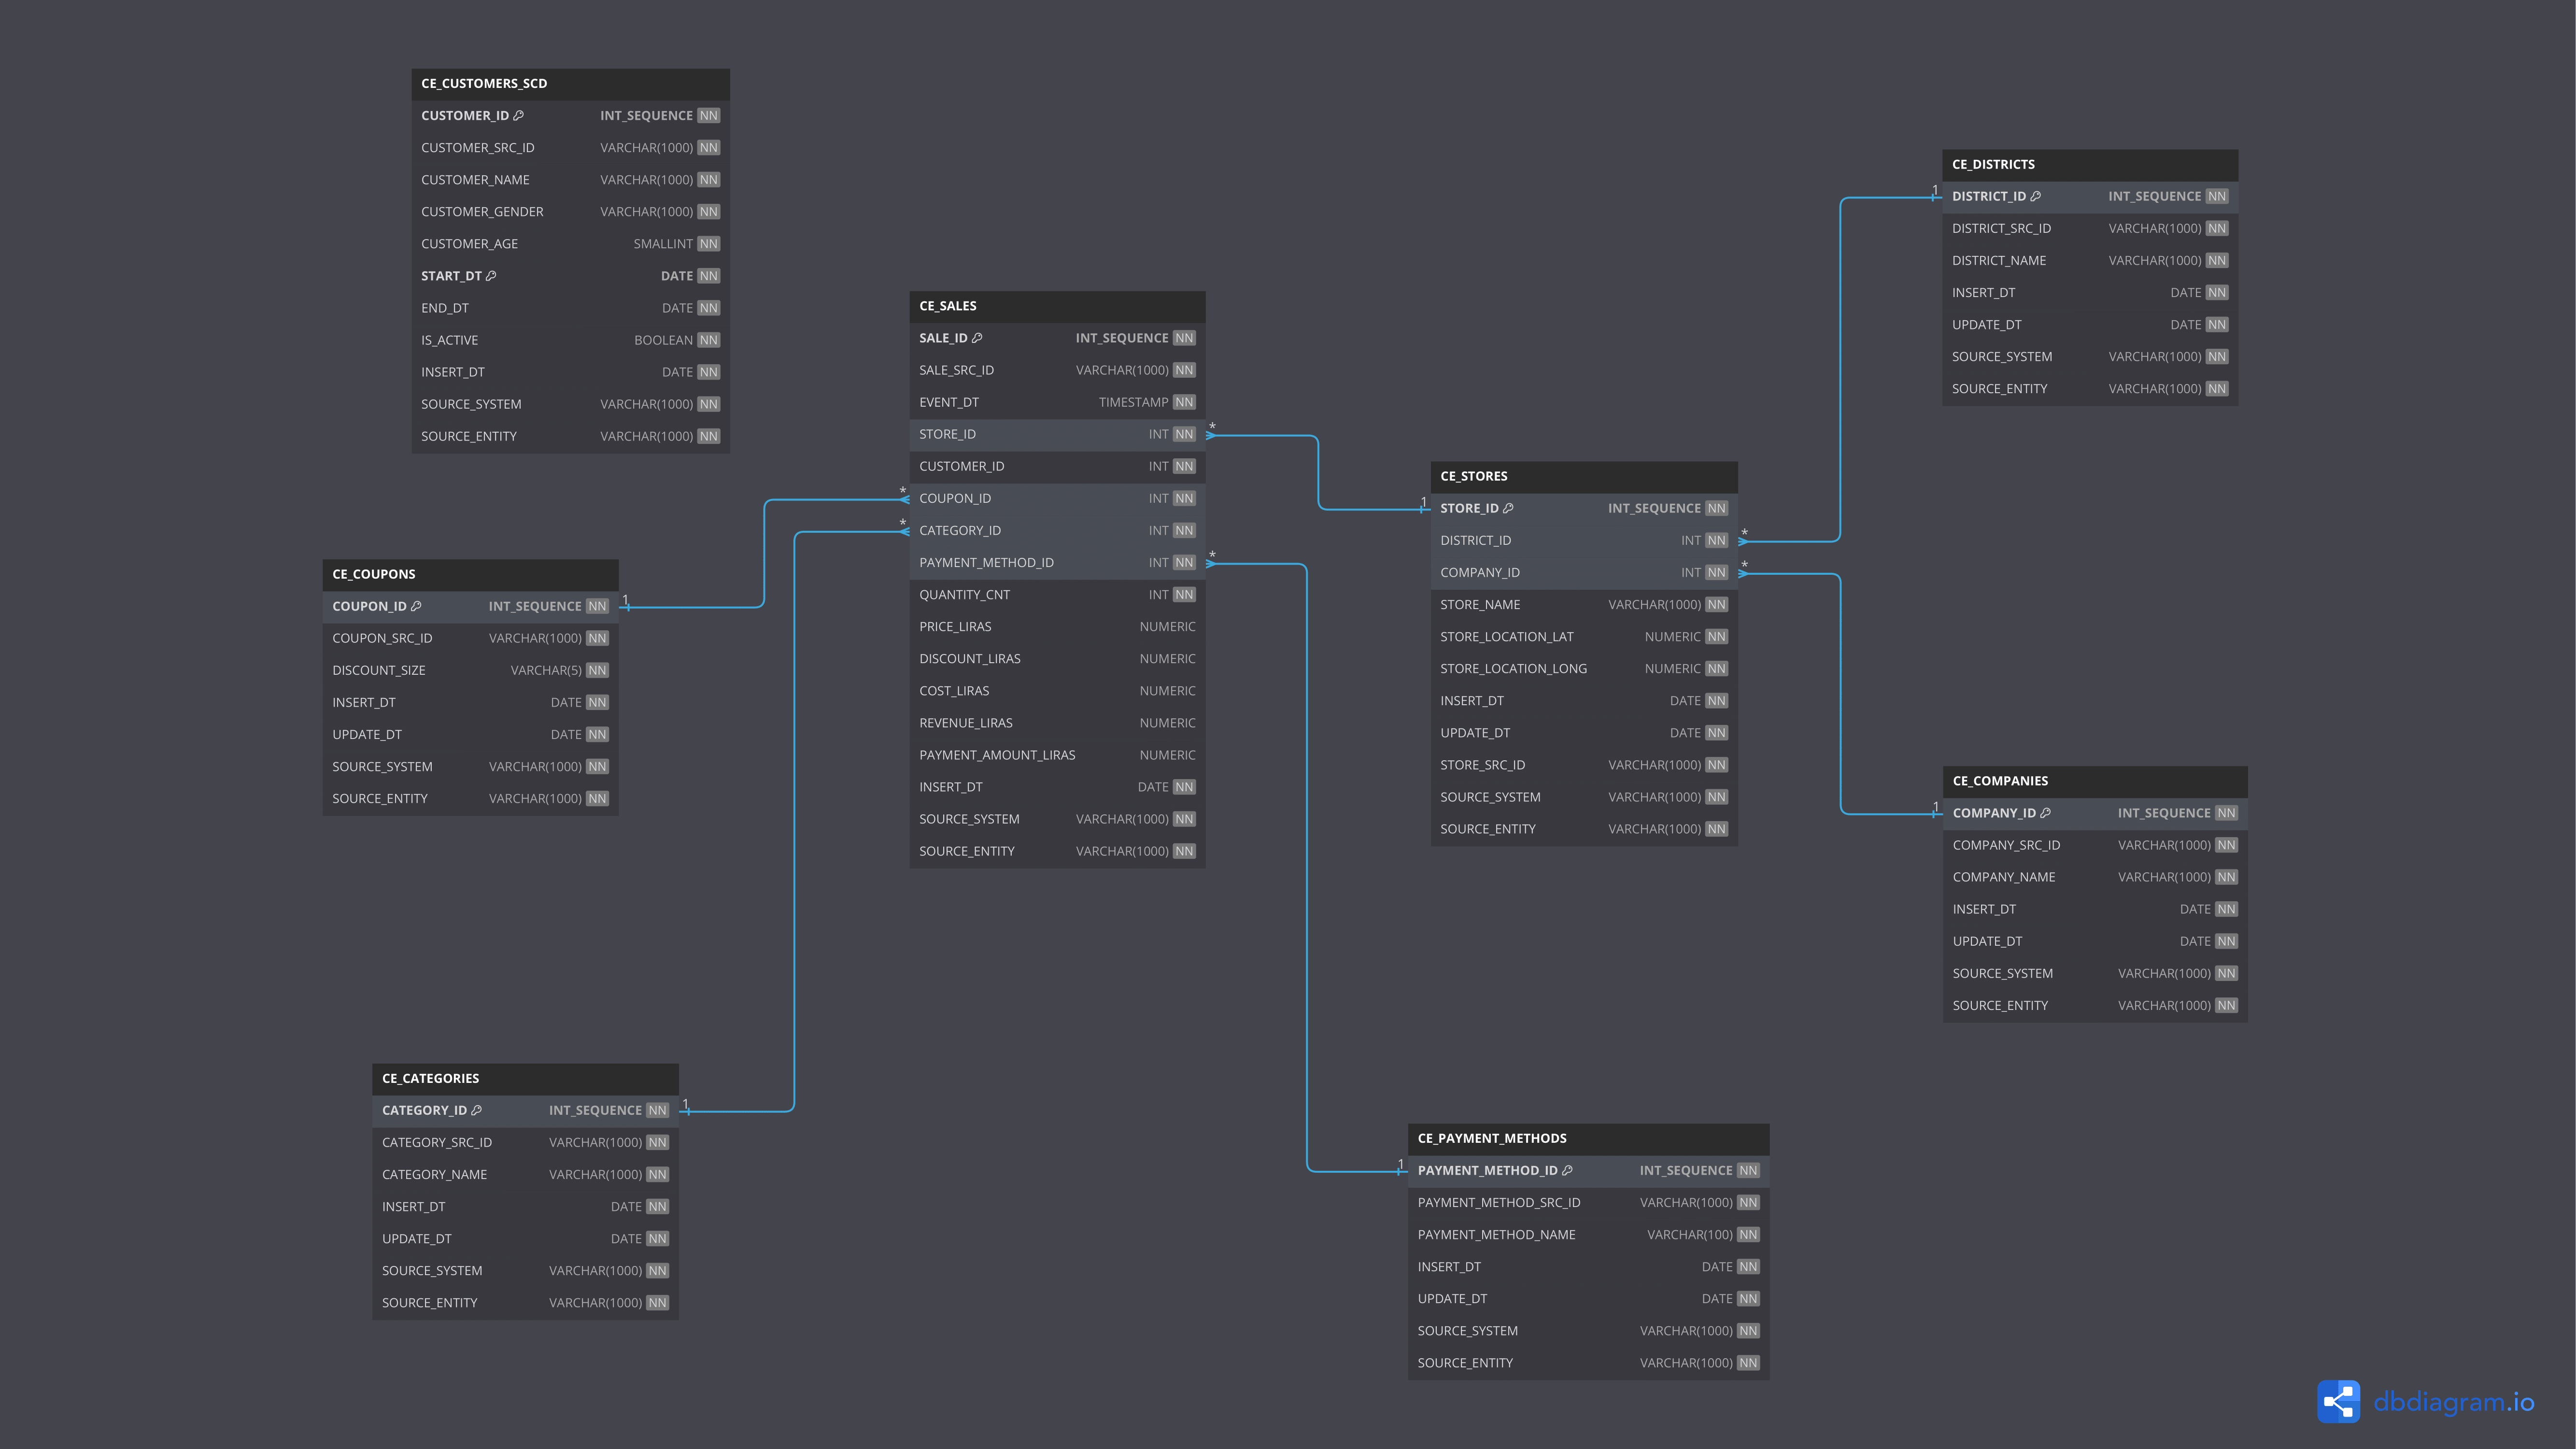 CE_CUSTOMERS_SCD
CUSTOMER_ID INT_SEQUENCE NN
CUSTOMER_SRC_ID VARCHAR(1000) NN
CUSTOMER_NAME VARCHAR(1000) NN
CUSTOMER_GENDER VARCHAR(1000) NN
CUSTOMER_AGE SMALLINT NN
START_DT DATE NN
END_DT DATE NN
IS_ACTIVE BOOLEAN NN
INSERT_DT DATE NN
SOURCE_SYSTEM VARCHAR(1000) NN
SOURCE_ENTITY VARCHAR(1000) NN
CE_COUPONS
COUPON_ID INT_SEQUENCE NN 1
COUPON_SRC_ID VARCHAR(1000) NN
DISCOUNT_SIZE VARCHAR(5) NN
INSERT_DT DATE NN
UPDATE_DT DATE NN
SOURCE_SYSTEM VARCHAR(1000) NN
SOURCE_ENTITY VARCHAR(1000) NN
CE_CATEGORIES
CATEGORY_ID INT_SEQUENCE NN 1
CATEGORY_SRC_ID VARCHAR(1000) NN
CATEGORY_NAME VARCHAR(1000) NN
INSERT_DT DATE NN
UPDATE_DT DATE NN
SOURCE_SYSTEM VARCHAR(1000) NN
SOURCE_ENTITY VARCHAR(1000) NN
CE_SALES
SALE_ID INT_SEQUENCE NN
SALE_SRC_ID VARCHAR(1000) NN
EVENT_DT TIMESTAMP NN
STORE_ID INT NN *
CUSTOMER_ID INT NN
* COUPON_ID INT NN
* CATEGORY_ID INT NN
PAYMENT_METHOD_ID INT NN *
QUANTITY_CNT INT NN
PRICE_LIRAS NUMERIC
DISCOUNT_LIRAS NUMERIC
COST_LIRAS NUMERIC
REVENUE_LIRAS NUMERIC
PAYMENT_AMOUNT_LIRAS NUMERIC
INSERT_DT DATE NN
SOURCE_SYSTEM VARCHAR(1000) NN
SOURCE_ENTITY VARCHAR(1000) NN
CE_STORES
1 STORE_ID INT_SEQUENCE NN
DISTRICT_ID INT NN *
COMPANY_ID INT NN *
STORE_NAME VARCHAR(1000) NN
STORE_LOCATION_LAT NUMERIC NN
STORE_LOCATION_LONG NUMERIC NN
INSERT_DT DATE NN
UPDATE_DT DATE NN
STORE_SRC_ID VARCHAR(1000) NN
SOURCE_SYSTEM VARCHAR(1000) NN
SOURCE_ENTITY VARCHAR(1000) NN
CE_PAYMENT_METHODS
1 PAYMENT_METHOD_ID INT_SEQUENCE NN
PAYMENT_METHOD_SRC_ID VARCHAR(1000) NN
PAYMENT_METHOD_NAME VARCHAR(100) NN
INSERT_DT DATE NN
UPDATE_DT DATE NN
SOURCE_SYSTEM VARCHAR(1000) NN
SOURCE_ENTITY VARCHAR(1000) NN
CE_DISTRICTS
1 DISTRICT_ID INT_SEQUENCE NN
DISTRICT_SRC_ID VARCHAR(1000) NN
DISTRICT_NAME VARCHAR(1000) NN
INSERT_DT DATE NN
UPDATE_DT DATE NN
SOURCE_SYSTEM VARCHAR(1000) NN
SOURCE_ENTITY VARCHAR(1000) NN
CE_COMPANIES
1 COMPANY_ID INT_SEQUENCE NN
COMPANY_SRC_ID VARCHAR(1000) NN
COMPANY_NAME VARCHAR(1000) NN
INSERT_DT DATE NN
UPDATE_DT DATE NN
SOURCE_SYSTEM VARCHAR(1000) NN
SOURCE_ENTITY VARCHAR(1000) NN
dbdiagram.io